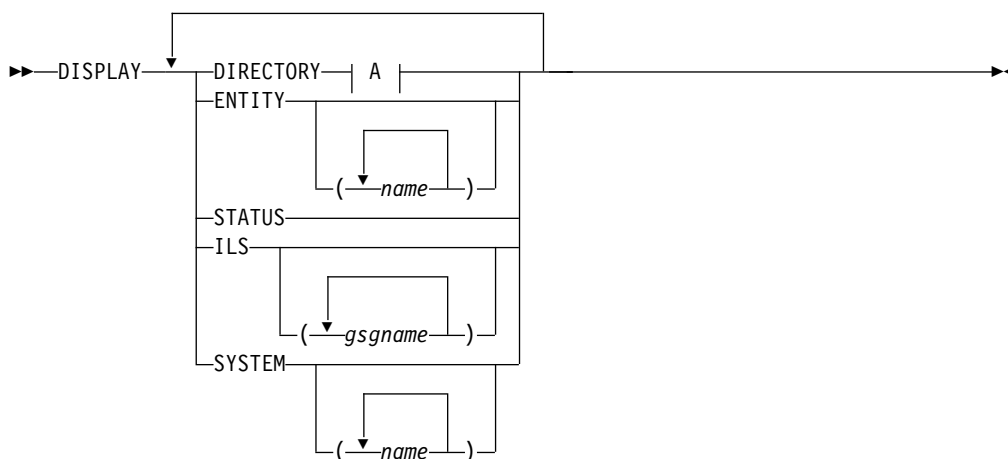 DISPLAY DIRECTORY A
ENTITY
( name )
STATUS
ILS
( gsgname )
SYSTEM
( name )